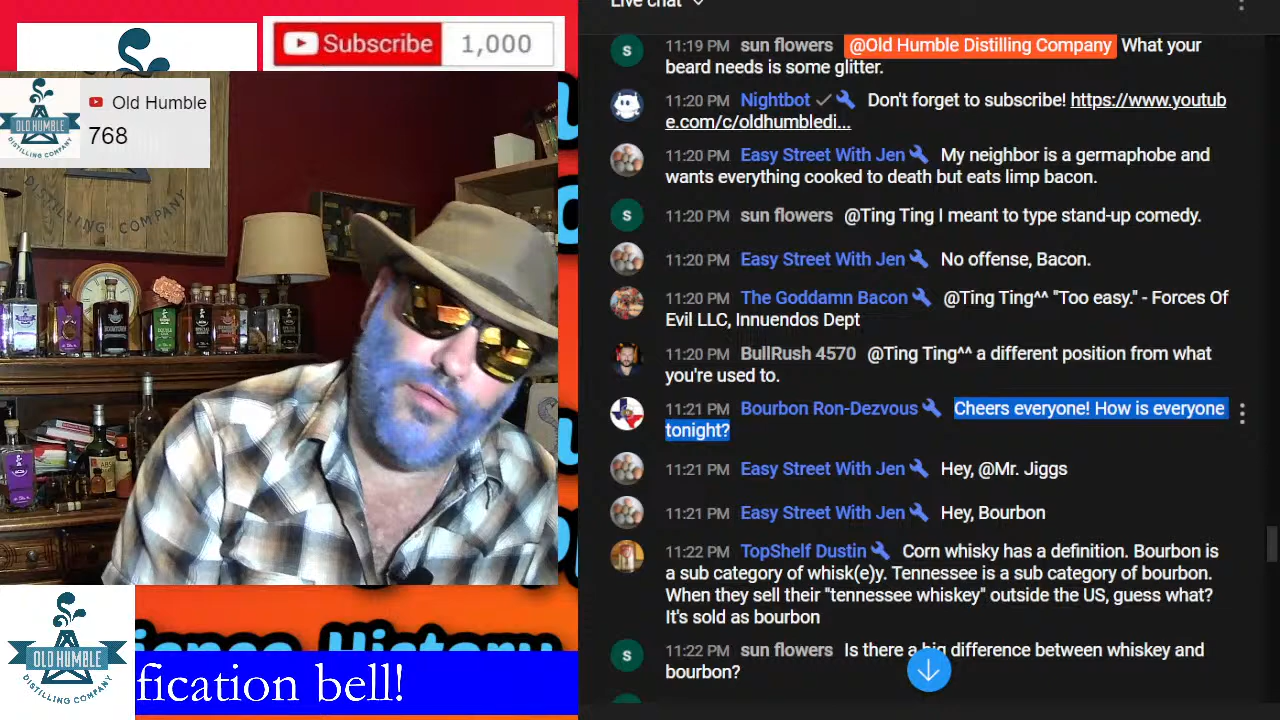 Subscribe 1,000
Old Humble
768
OLD HUMBLE
DISTILLING COMPANY
DISTILLING COMPANY
OLD HUMBLE
DISTILLING COMPANY
fication bell!
Live chat
11:19 PM sun flowers @Old Humble Distilling Company What your
beard needs is some glitter.
11:20 PM Nightbot Don't forget to subscribe! https://www.youtub
e.com/c/oldhumbledi...
11:20 PM Easy Street With Jen My neighbor is a germaphobe and
wants everything cooked to death but eats limp bacon.
11:20 PM sun flowers @Ting Ting I meant to type stand-up comedy.
11:20 PM Easy Street With Jen No offense, Bacon.
11:20 PM The Goddamn Bacon @Ting Ting^^ "Too easy." - Forces Of
Evil LLC, Innuendos Dept
11:20 PM BullRush 4570 @Ting Ting^^ a different position from what
you're used to.
11:21 PM Bourbon Ron-Dezvous Cheers everyone! How is everyone
tonight?
11:21 PM Easy Street With Jen Hey, @Mr. Jiggs
11:21 PM Easy Street With Jen Hey, Bourbon
11:22 PM TopShelf Dustin Corn whisky has a definition. Bourbon is
a sub category of whisk(e)y. Tennessee is a sub category of bourbon.
When they sell their "tennessee whiskey" outside the US, guess what?
It's sold as bourbon
S 11:22 PM sun flowers Is there a big difference between whiskey and
bourbon?